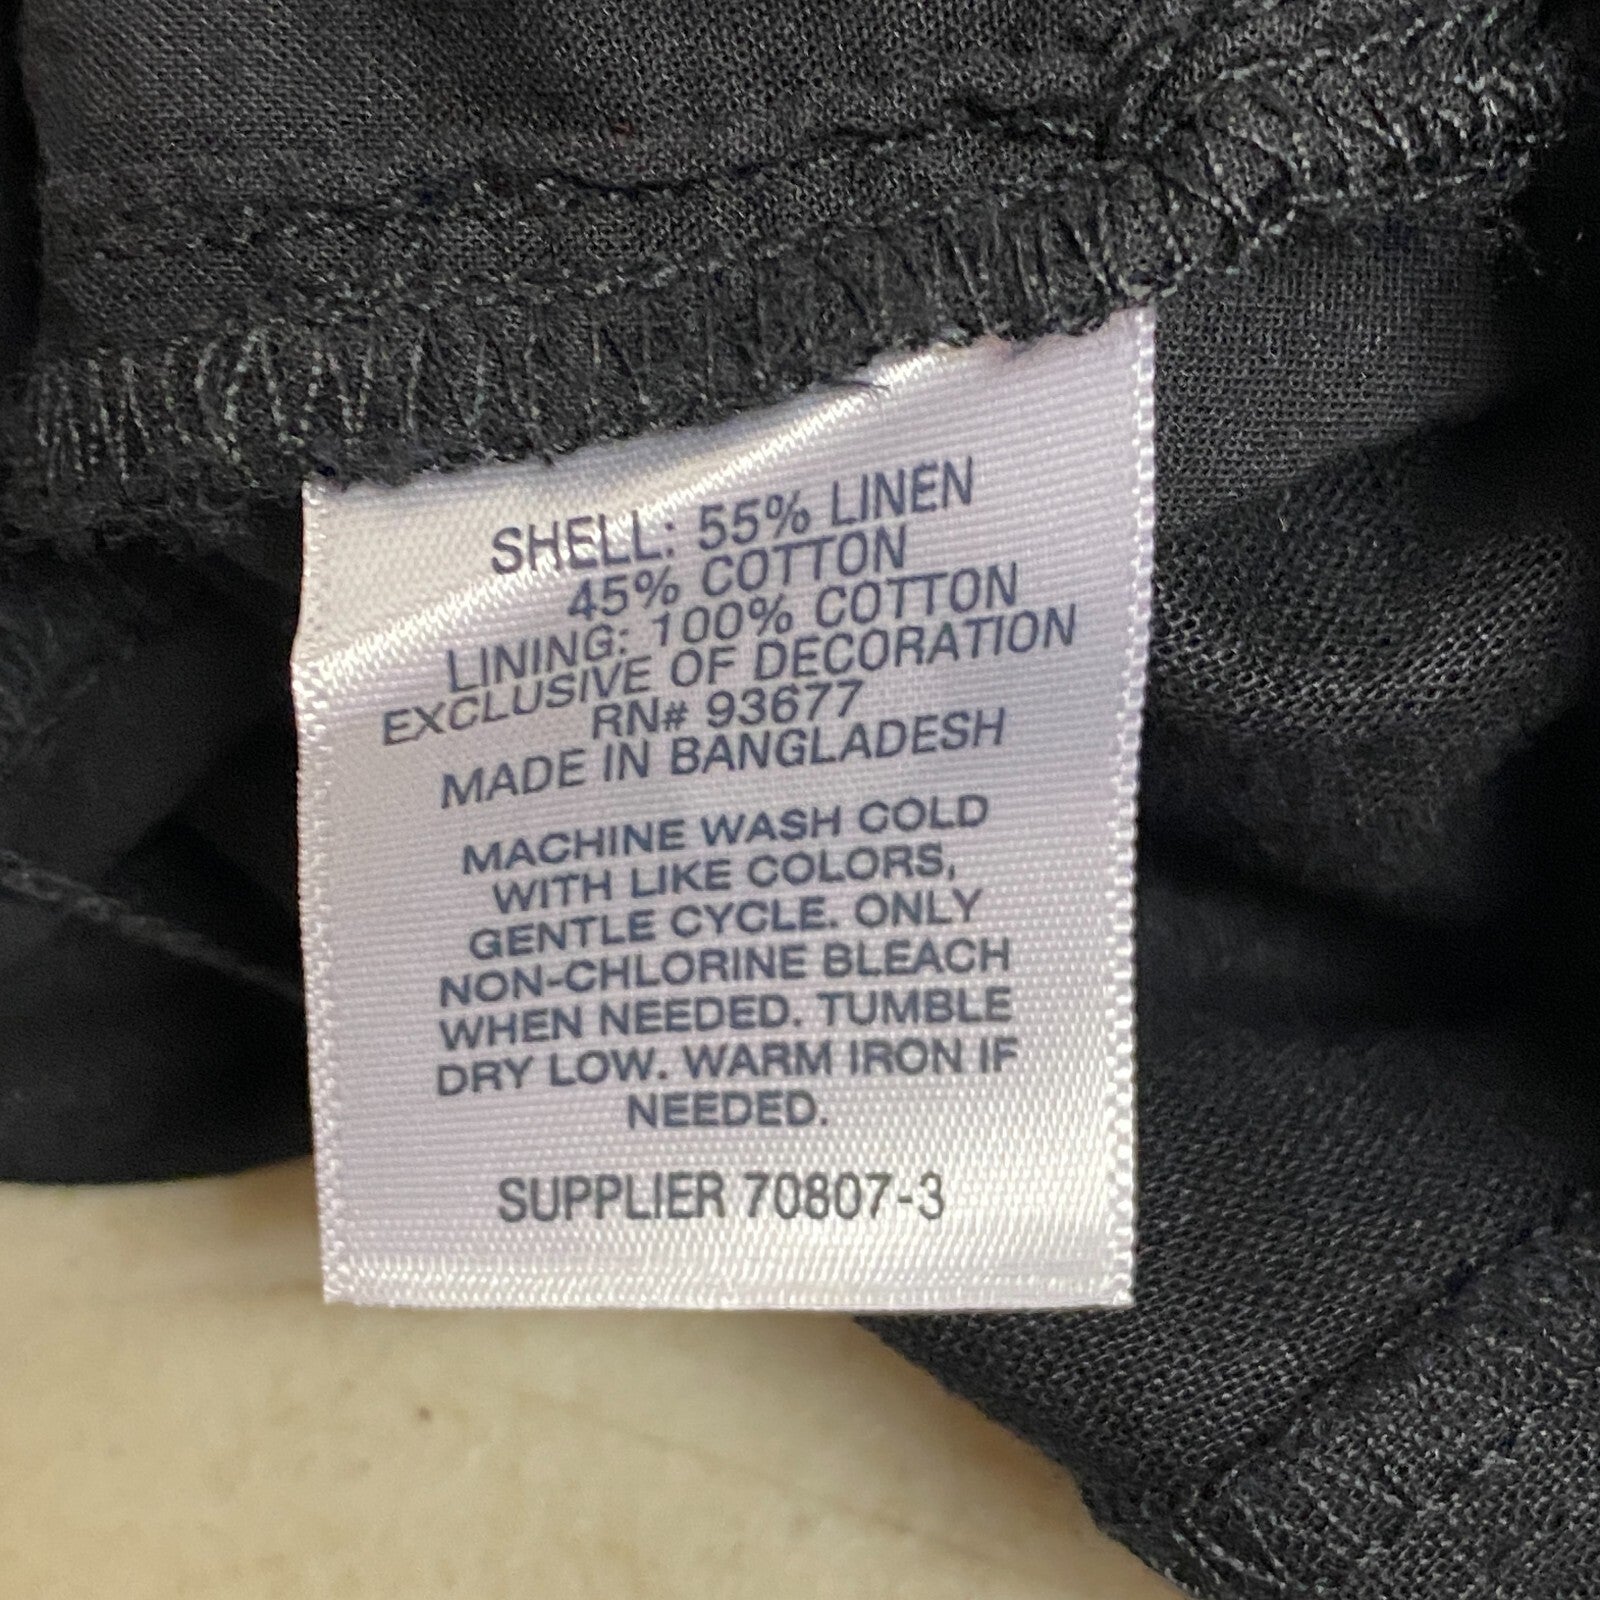 SHELL: 55% LINEN
45% COTTON
LINING: 100% COTTON
EXCLUSIVE OF DECORATION
RN# 93677
MADE IN BANGLADESH
MACHINE WASH COLD
WITH LIKE COLORS,
GENTLE CYCLE. ONLY
NON-CHLORINE BLEACH
WHEN NEEDED. TUMBLE
DRY LOW. WARM IRON IF
NEEDED.
SUPPLIER 70807-3